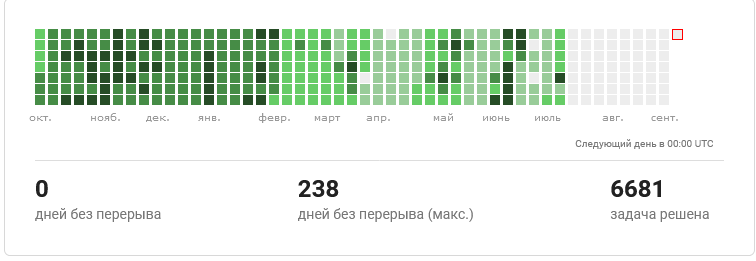 окт. нояб. дек. янв. февр. март апр. май июнь июль авг. сент.
Следующий день в 00:00 UTC
0 238 6681
дней без перерыва дней без перерыва (макс.) задача решена